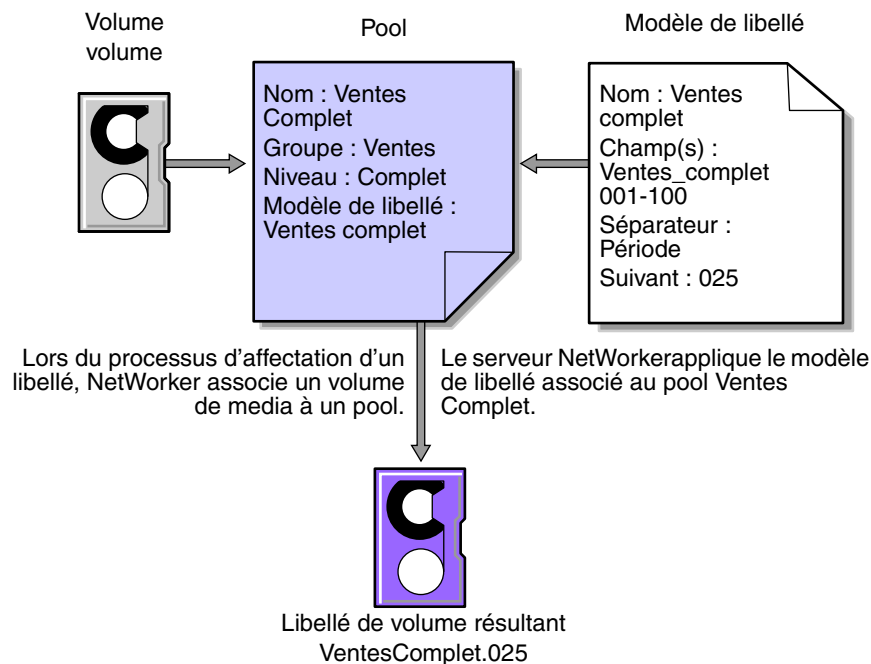 Volume
volume
Pool
Modèle de libellé
Nom : Ventes
Complet
Groupe : Ventes
Niveau : Complet
Modèle de libellé :
Ventes complet
Nom : Ventes
complet
Champ(s) :
Ventes_complet
001-100
Séparateur :
Période
Suivant : 025
Lors du processus d’affectation d’un
libellé, NetWorker associe un volume
de media à un pool.
Le serveur NetWorkerapplique le modèle
de libellé associé au pool Ventes
Complet.
Libellé de volume résultant
VentesComplet.025